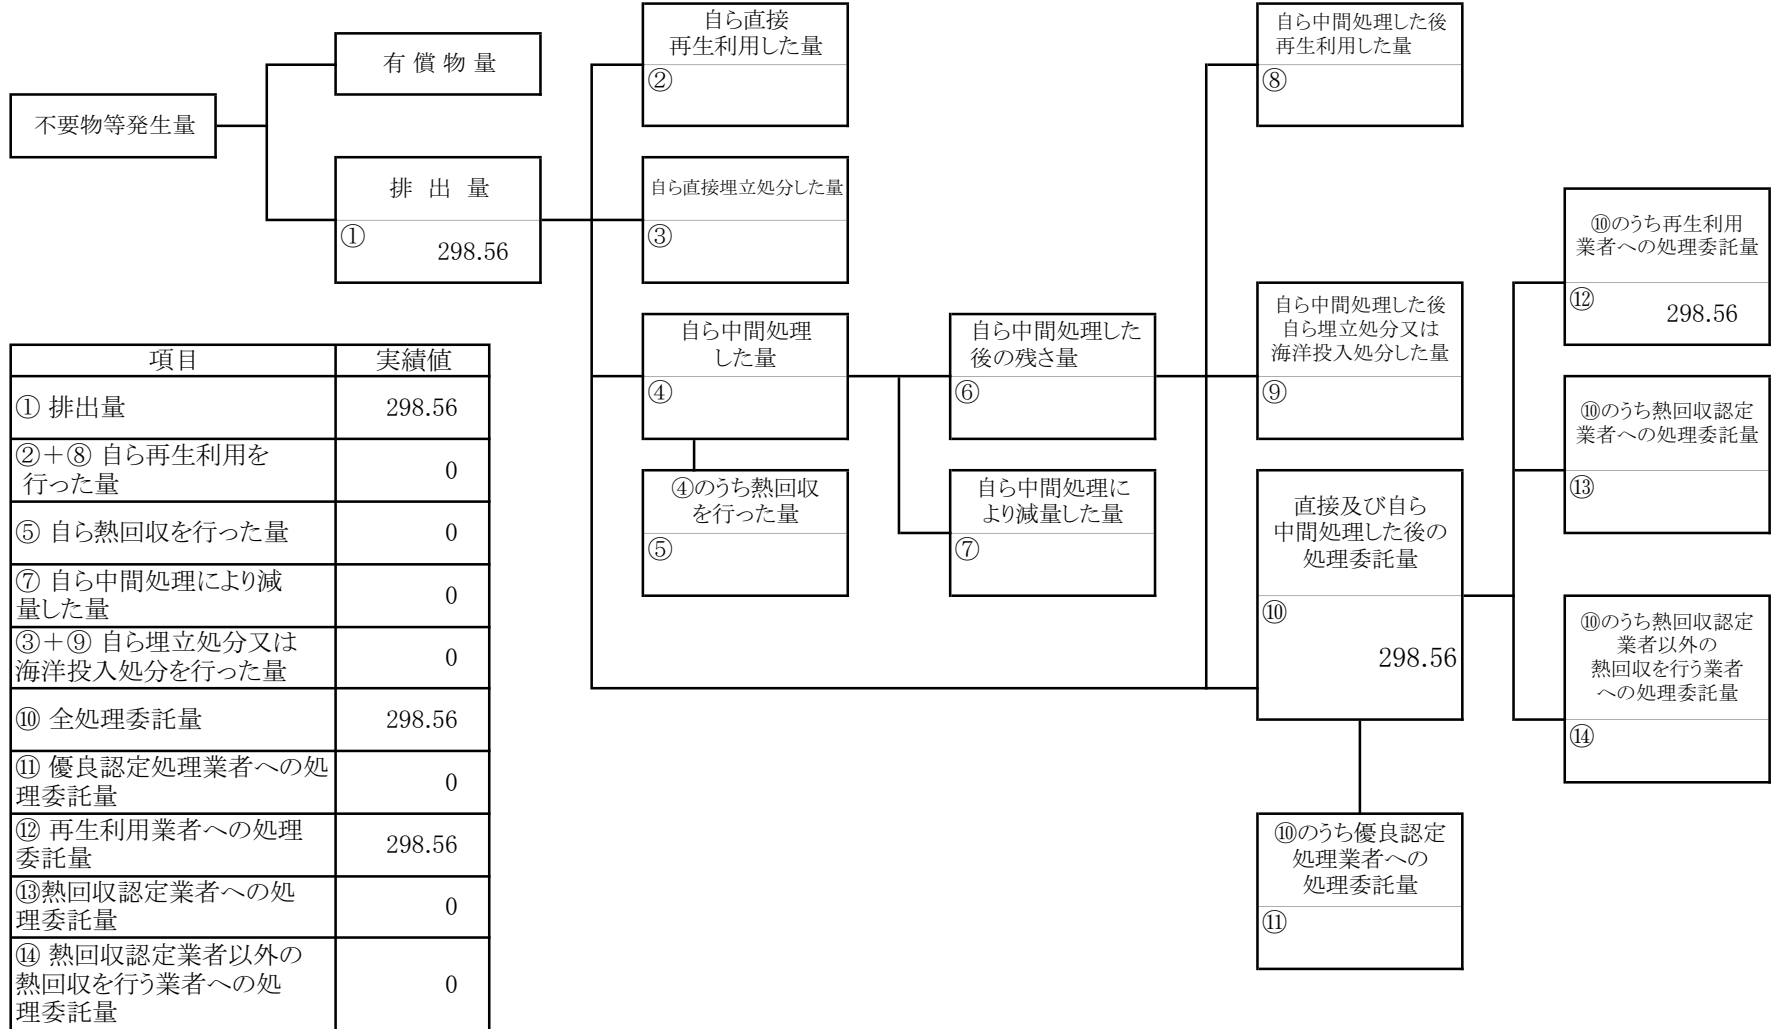 不要物等発生量
有 償 物 量
排 出 量
①
298.56
自ら直接
再生利用した量
②
自ら直接埋立処分した量
③
自ら中間処理
した量
④
④のうち熱回収
を行った量
⑤
自ら中間処理した
後の残さ量
⑥
自ら中間処理に
より減量した量
⑦
自ら中間処理した後
再生利用した量
⑧
自ら中間処理した後
自ら埋立処分又は
海洋投入処分した量
⑨
直接及び自ら
中間処理した後の
処理委託量
⑩
298.56
⑩のうち優良認定
処理業者への
処理委託量
⑪
⑩のうち再生利用
業者への処理委託量
⑫
298.56
⑩のうち熱回収認定
業者への処理委託量
⑬
⑩のうち熱回収認定
業者以外の
熱回収を行う業者
への処理委託量
⑭
項目 実績値
① 排出量 298.56
②＋⑧ 自ら再生利用を
行った量 0
⑤ 自ら熱回収を行った量 0
⑦ 自ら中間処理により減
量した量 0
③＋⑨ 自ら埋立処分又は
海洋投入処分を行った量 0
⑩ 全処理委託量 298.56
⑪ 優良認定処理業者への処
理委託量 0
⑫ 再生利用業者への処理
委託量 298.56
⑬熱回収認定業者への処
理委託量 0
⑭ 熱回収認定業者以外の
熱回収を行う業者への処
理委託量 0